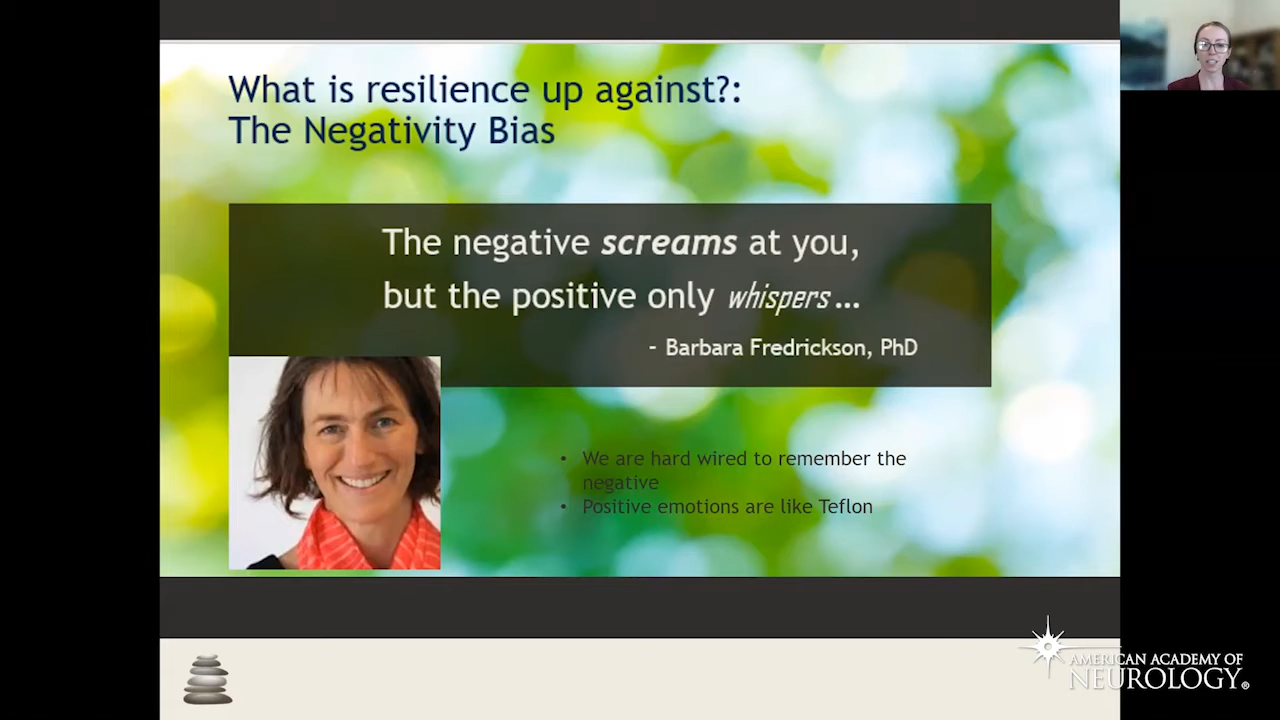 What is resilience up against?:
The Negativity Bias
The negative screams at you,
but the positive only whispers...
- Barbara Fredrickson, PhD
• We are hard wired to remember the
negative
• Positive emotions are like Teflon
AMERICAN ACADEMY OF
NEUROLOGY®